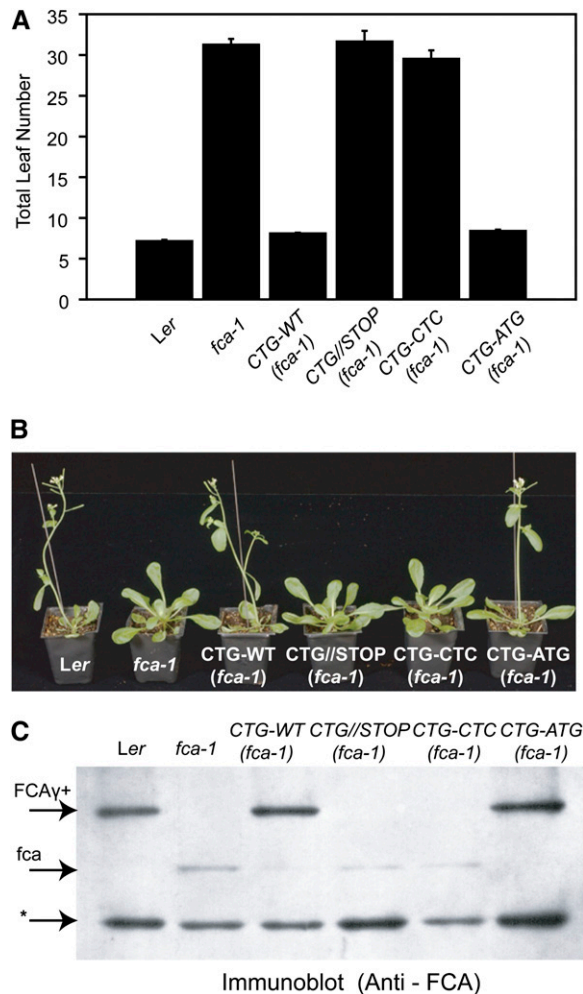 A
Total Leaf Number
35
30
25
20
15
10
5
0
Ler
fca-1
CTG-WT
(fca-1)
CTG//STOP
(fca-1)
CTG-CTC
(fca-1)
CTG-ATG
(fca-1)
B
Ler
fca-1
CTG-WT
(fca-1)
CTG//STOP
(fca-1)
CTG-CTC
(fca-1)
CTG-ATG
(fca-1)
C
Ler
fca-1
CTG-WT
(fca-1)
CTG//STOP
(fca-1)
CTG-CTC
(fca-1)
CTG-ATG
(fca-1)
FCAγ+
fca
*
Immunoblot (Anti - FCA)